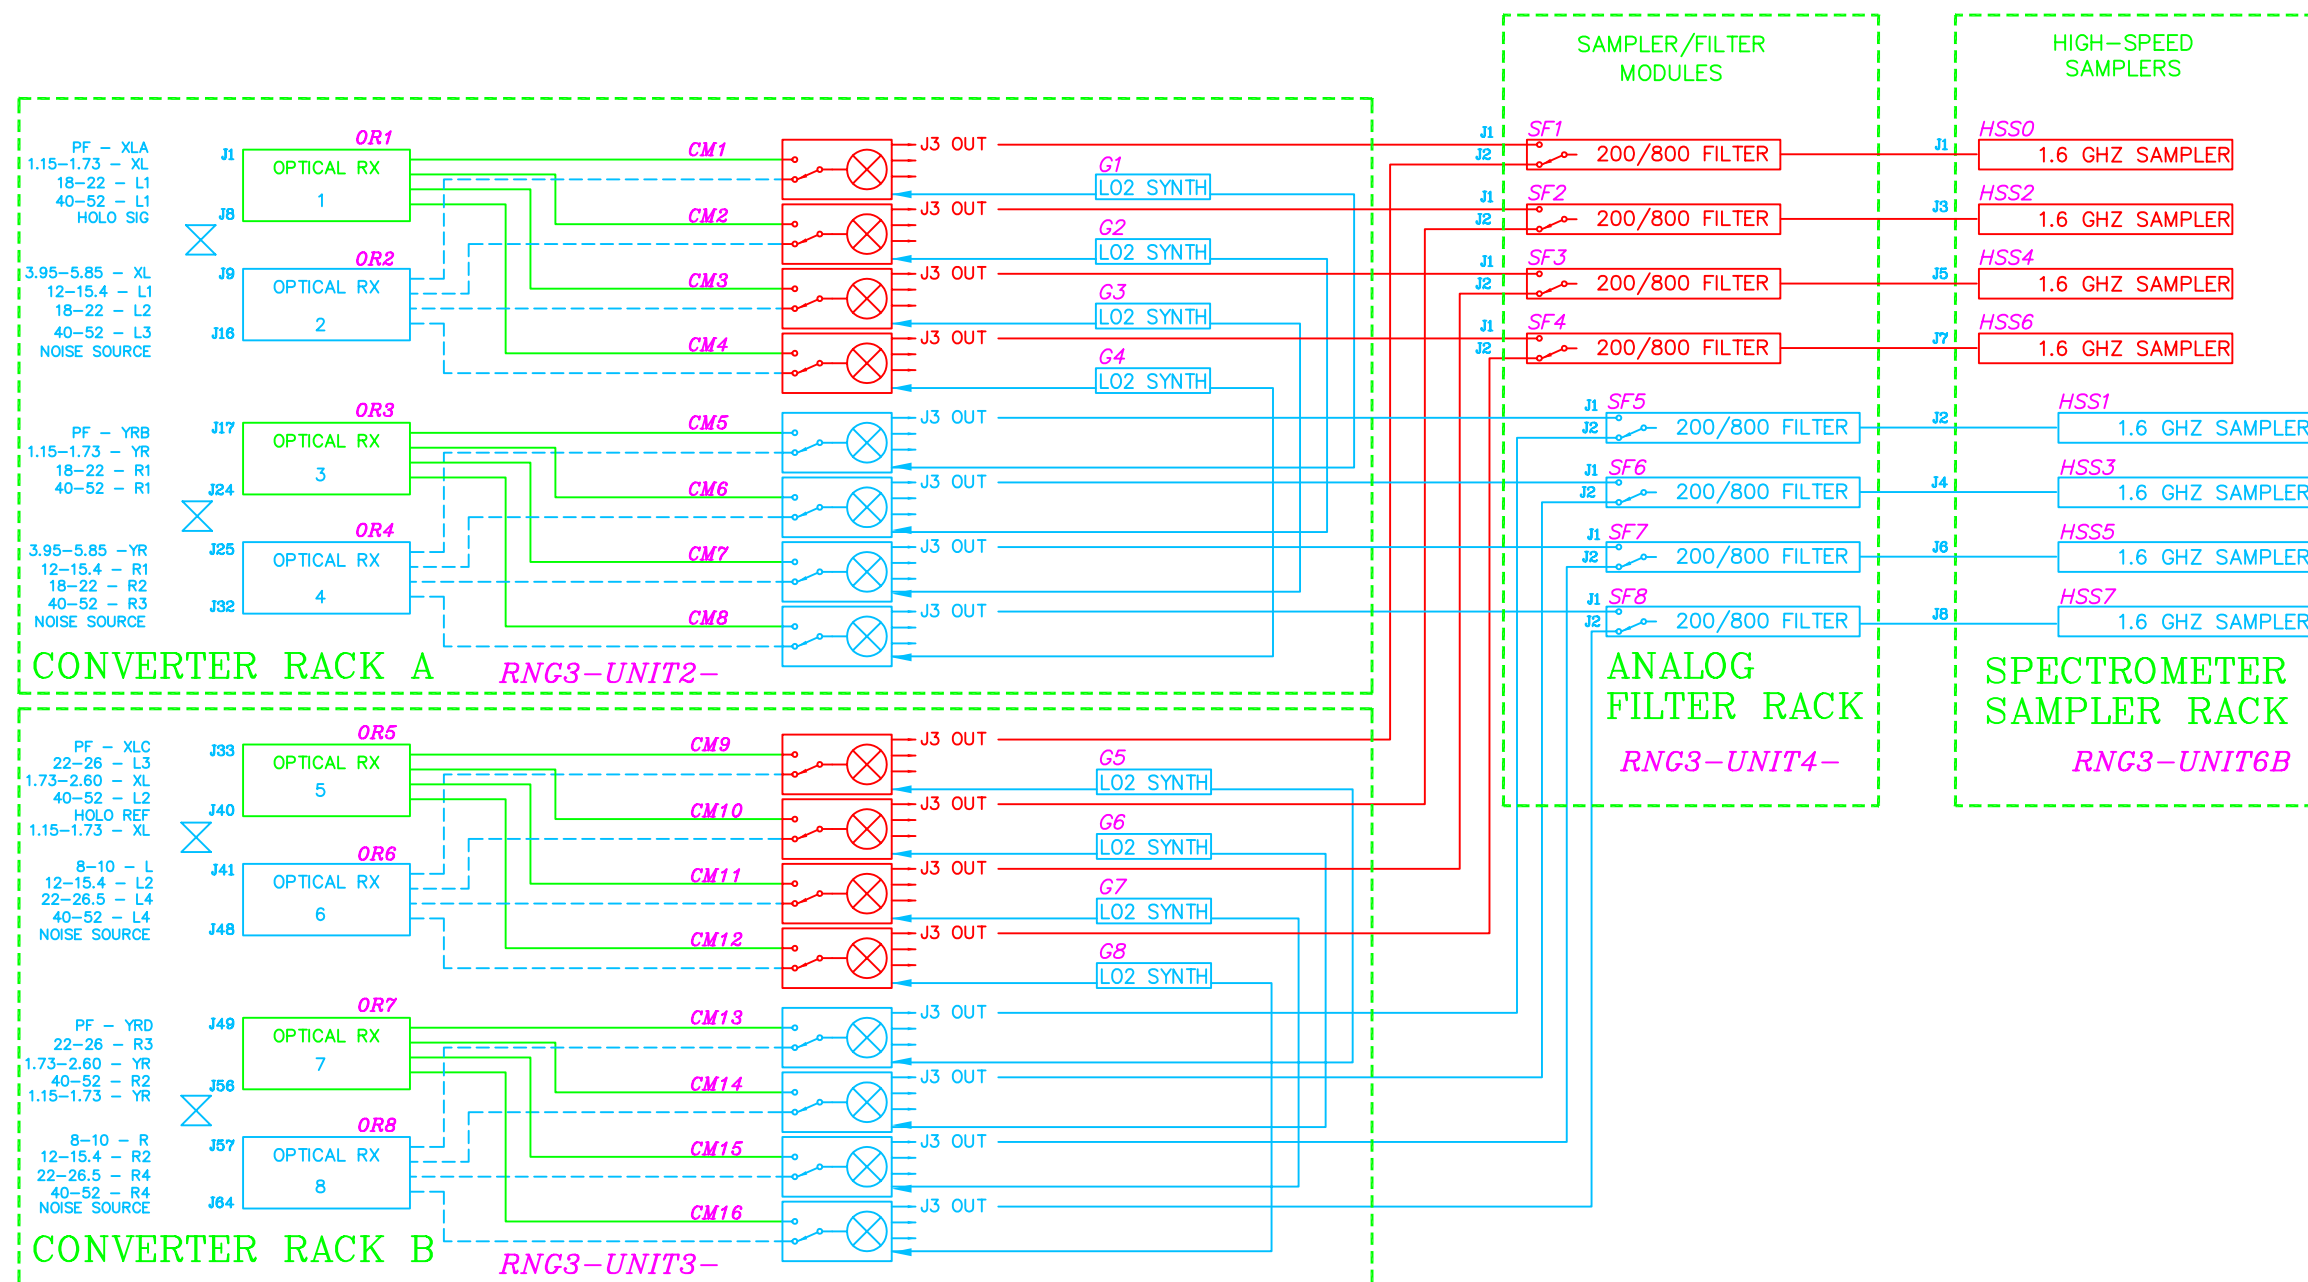 SAMPLER/FILTER
MODULES
HIGH-SPEED
SAMPLERS
PF - XLA
1.15-1.73 - XL
18-22 - L1
40-52 - L1
HOLO SIG
J1
J8
OR1
OPTICAL RX
1
CM1
J3 OUT
G1
LO2 SYNTH
CM2
J3 OUT
G2
LO2 SYNTH
3.95-5.85 - XL
12-15.4 - L1
18-22 - L2
40-52 - L3
NOISE SOURCE
J9
J16
OR2
OPTICAL RX
2
CM3
J3 OUT
G3
LO2 SYNTH
CM4
J3 OUT
G4
LO2 SYNTH
PF - YRB
1.15-1.73 - YR
18-22 - R1
40-52 - R1
J17
J24
OR3
OPTICAL RX
3
CM5
J3 OUT
CM6
J3 OUT
3.95-5.85 -YR
12-15.4 - R1
18-22 - R2
40-52 - R3
NOISE SOURCE
J25
J32
OR4
OPTICAL RX
4
CM7
J3 OUT
CM8
J3 OUT
CONVERTER RACK A
RNG3-UNIT2-
J1
J2
SF1
200/800 FILTER
J1
HSS0
1.6 GHZ SAMPLER
J1
J2
SF2
200/800 FILTER
J3
HSS2
1.6 GHZ SAMPLER
J1
J2
SF3
200/800 FILTER
J5
HSS4
1.6 GHZ SAMPLER
J1
J2
SF4
200/800 FILTER
J7
HSS6
1.6 GHZ SAMPLER
J1
J2
SF5
200/800 FILTER
J2
HSS1
1.6 GHZ SAMPLER
J1
J2
SF6
200/800 FILTER
J4
HSS3
1.6 GHZ SAMPLER
J1
J2
SF7
200/800 FILTER
J6
HSS5
1.6 GHZ SAMPLER
J1
J2
SF8
200/800 FILTER
J8
HSS7
1.6 GHZ SAMPLER
ANALOG
FILTER RACK
RNG3-UNIT4-
SPECTROMETER
SAMPLER RACK
RNG3-UNIT6B
PF - XLC
22-26 - L3
1.73-2.60 - XL
40-52 - L2
HOLO REF
1.15-1.73 - XL
J33
J40
OR5
OPTICAL RX
5
CM9
J3 OUT
G5
LO2 SYNTH
CM10
J3 OUT
G6
LO2 SYNTH
8-10 - L
12-15.4 - L2
22-26.5 - L4
40-52 - L4
NOISE SOURCE
J41
J48
OR6
OPTICAL RX
6
CM11
J3 OUT
G7
LO2 SYNTH
CM12
J3 OUT
G8
LO2 SYNTH
PF - YRD
22-26 - R3
1.73-2.60 - YR
40-52 - R2
1.15-1.73 - YR
J49
J56
OR7
OPTICAL RX
7
CM13
J3 OUT
CM14
J3 OUT
8-10 - R
12-15.4 - R2
22-26.5 - R4
40-52 - R4
NOISE SOURCE
J57
J64
OR8
OPTICAL RX
8
CM15
J3 OUT
CM16
J3 OUT
CONVERTER RACK B
RNG3-UNIT3-